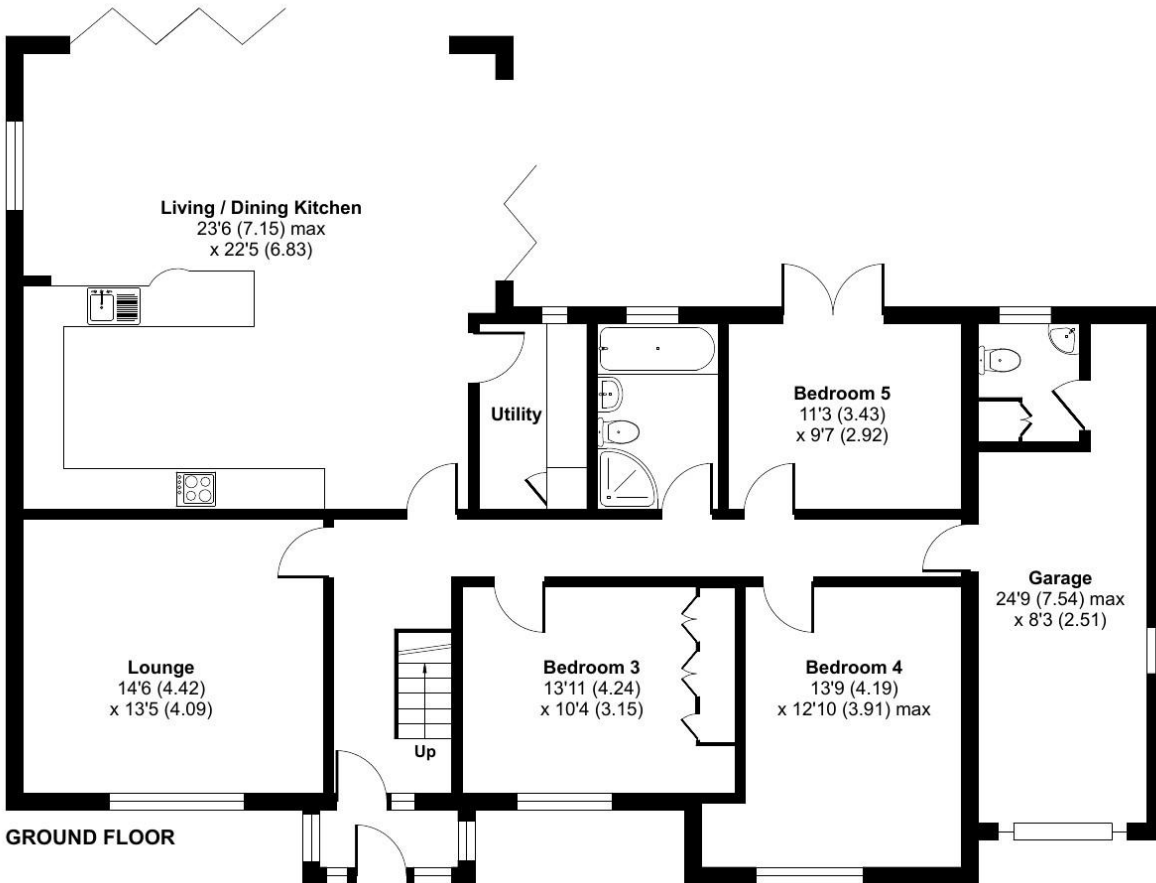 Living / Dining Kitchen
23'6 (7.15) max
x 22'5 (6.83)
Utility
Bedroom 5
11'3 (3.43)
x 9'7 (2.92)
Garage
24'9 (7.54) max
x 8'3 (2.51)
Lounge
14'6 (4.42)
x 13'5 (4.09)
Up
Bedroom 3
13'11 (4.24)
x 10'4 (3.15)
Bedroom 4
13'9 (4.19)
x 12'10 (3.91) max
GROUND FLOOR